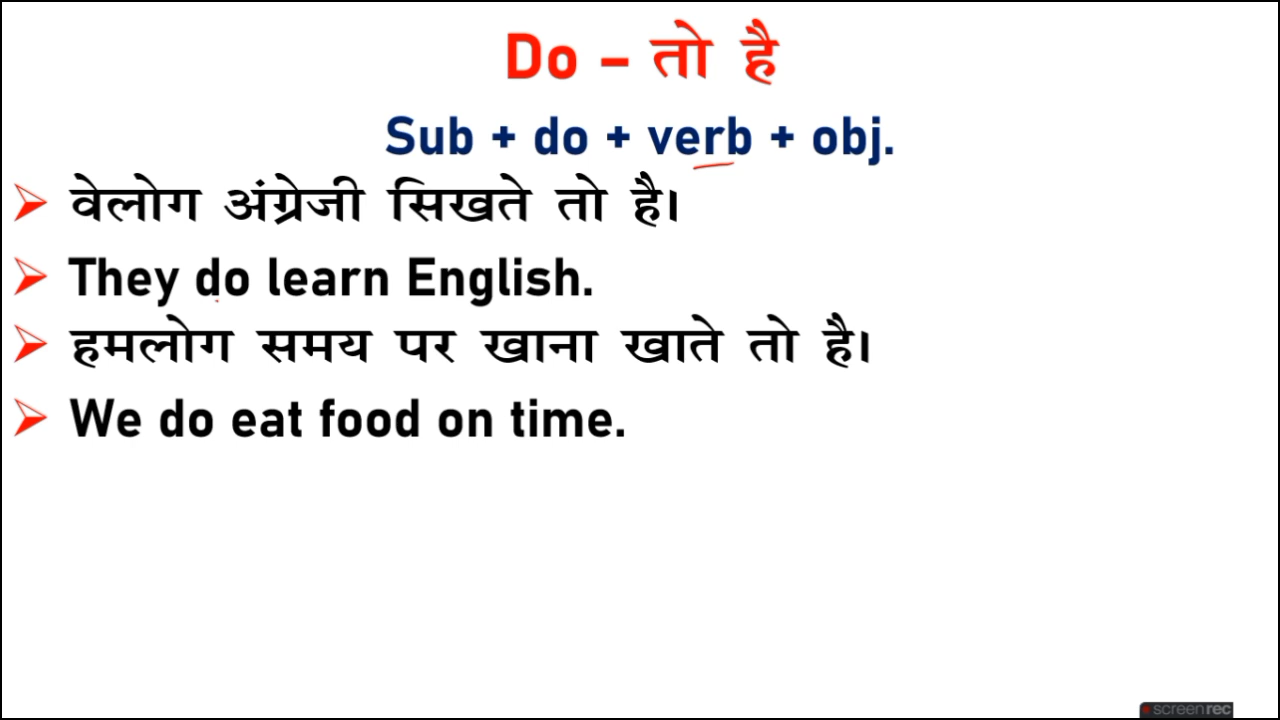 Do – तो है
Sub + do + verb + obj.
➢ वेलोग अंग्रेजी सिखते तो है।
➢ They do learn English.
➢ हमलोग समय पर खाना खाते तो है।
➢ We do eat food on time.
screenrec